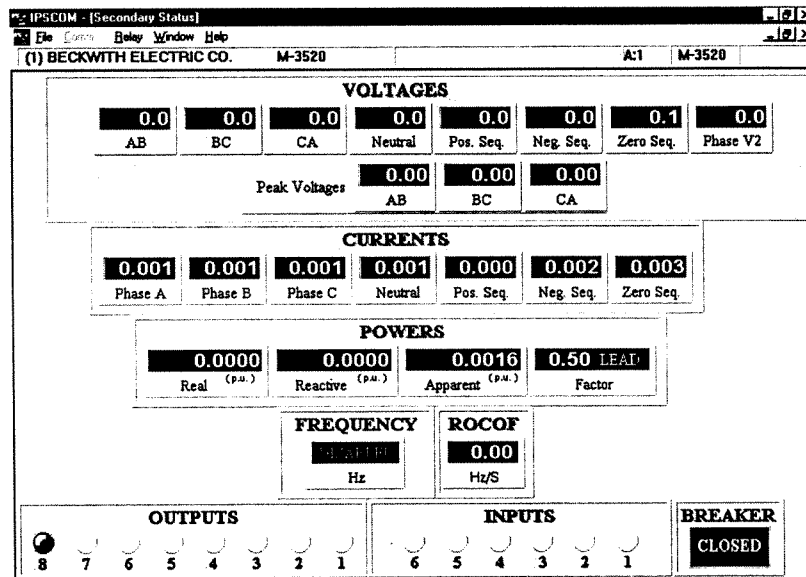 IPSCOM - [Secondary Status]
File Comm Relay Window Help
(1) BECKWITH ELECTRIC CO. M-3520 A:1 M-3520
VOLTAGES
0.0 0.0 0.0 0.0 0.0 0.0 0.1 0.0
AB BC CA Neutral Pos. Seq. Neg. Seq. Zero Seq. Phase V2
Peak Voltages 0.00 0.00 0.00
AB BC CA
CURRENTS
0.001 0.001 0.001 0.001 0.000 0.002 0.003
Phase A Phase B Phase C Neutral Pos. Seq. Neg. Seq. Zero Seq.
POWERS
0.0000 0.0000 0.0016 0.50 LEAD
Real (p.u.) Reactive (p.u.) Apparent (p.u.) Factor
FREQUENCY ROCOF
0.00
Hz Hz/S
OUTPUTS INPUTS BREAKER
8 7 6 5 4 3 2 1 6 5 4 3 2 1 CLOSED